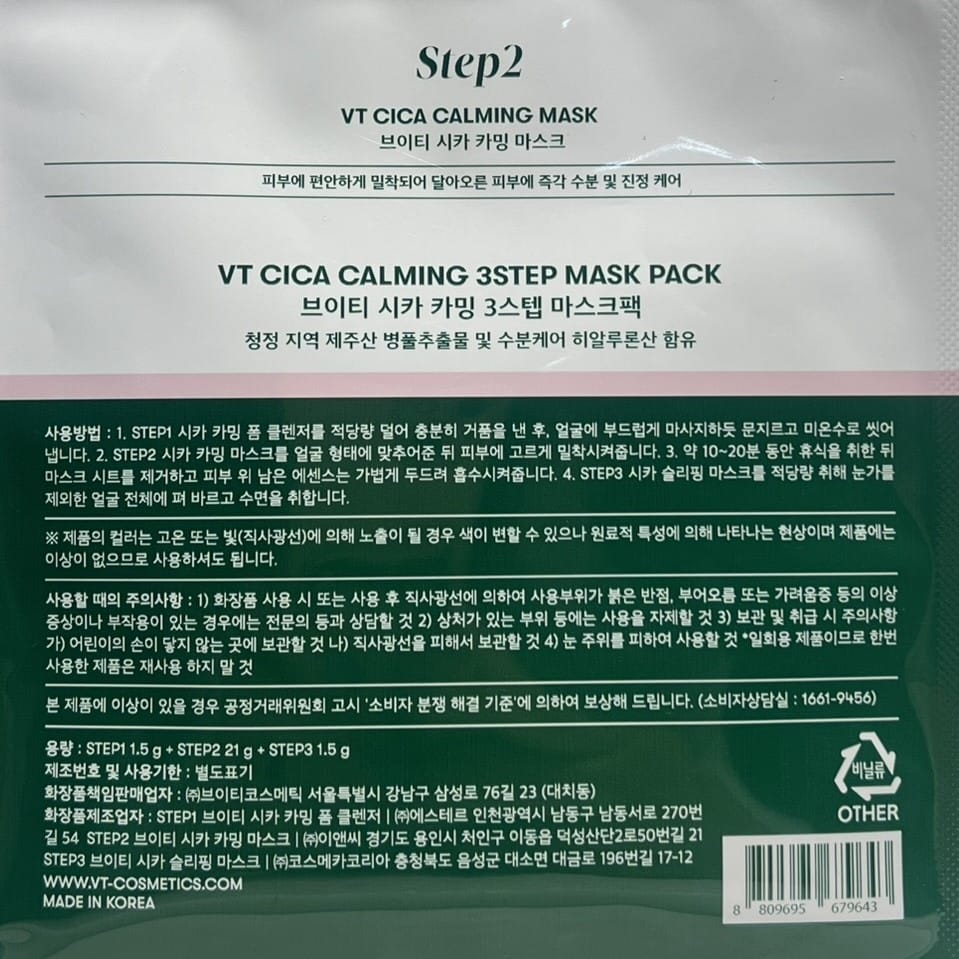 Step2
VT CICA CALMING MASK
브이티 시카 카밍 마스크
피부에 편안하게 밀착되어 달아오른 피부에 즉각 수분 및 진정 케어
VT CICA CALMING 3STEP MASK PACK
브이티 시카 카밍 3스텝 마스크팩
청정 지역 제주산 병풀추출물 및 수분케어 히알루론산 함유
사용방법 : 1. STEP1 시카 카밍 폼 클렌저를 적당량 덜어 충분히 거품을 낸 후, 얼굴에 부드럽게 마사지하듯 문지르고 미온수로 씻어
냅니다. 2. STEP2 시카 카밍 마스크를 얼굴 형태에 맞추어준 뒤 피부에 고르게 밀착시켜줍니다. 3. 약 10~20분 동안 휴식을 취한 뒤
마스크 시트를 제거하고 피부 위 남은 에센스는 가볍게 두드려 흡수시켜줍니다. 4. STEP3 시카 슬리핑 마스크를 적당량 취해 눈가를
제외한 얼굴 전체에 펴 바르고 수면을 취합니다.
※ 제품의 컬러는 고온 또는 빛(직사광선)에 의해 노출이 될 경우 색이 변할 수 있으나 원료적 특성에 의해 나타나는 현상이며 제품에는
이상이 없으므로 사용하셔도 됩니다.
사용할 때의 주의사항 : 1) 화장품 사용 시 또는 사용 후 직사광선에 의하여 사용부위가 붉은 반점, 부어오름 또는 가려움증 등의 이상
증상이나 부작용이 있는 경우에는 전문의 등과 상담할 것 2) 상처가 있는 부위 등에는 사용을 자제할 것 3) 보관 및 취급 시 주의사항
가) 어린이의 손이 닿지 않는 곳에 보관할 것 나) 직사광선을 피해서 보관할 것 4) 눈 주위를 피하여 사용할 것 *일회용 제품이므로 한번
사용한 제품은 재사용 하지 말 것
본 제품에 이상이 있을 경우 공정거래위원회 고시 '소비자 분쟁 해결 기준'에 의하여 보상해 드립니다. (소비자상담실 : 1661-9456)
용량 : STEP1 1.5 g + STEP2 21 g + STEP3 1.5 g
제조번호 및 사용기한 : 별도표기
화장품책임판매업자 : ㈜브이티코스메틱 서울특별시 강남구 삼성로 76길 23 (대치동)
화장품제조업자 : STEP1 브이티 시카 카밍 폼 클렌저 | ㈜에스테르 인천광역시 남동구 남동서로 270번
길 54 STEP2 브이티 시카 카밍 마스크 | ㈜이앤씨 경기도 용인시 처인구 이동읍 덕성산단2로50번길 21
STEP3 브이티 시카 슬리핑 마스크 | ㈜코스메카코리아 충청북도 음성군 대소면 대금로 196번길 17-12
WWW.VT-COSMETICS.COM
MADE IN KOREA
비닐류
OTHER
8 809695 679643